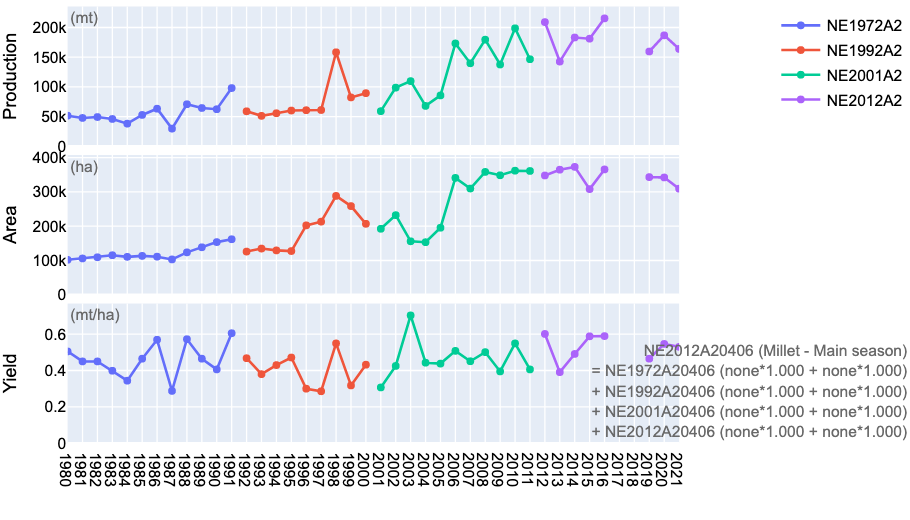 (mt)
Production
200k
150k
100k
50k
0
NE1972A2
NE1992A2
NE2001A2
NE2012A2
(ha)
Area
400k
300k
200k
100k
0
(mt/ha)
Yield
0.6
0.4
0.2
0
NE2012A20406 (Millet - Main season)
= NE1972A20406 (none*1.000 + none*1.000)
+ NE1992A20406 (none*1.000 + none*1.000)
+ NE2001A20406 (none*1.000 + none*1.000)
+ NE2012A20406 (none*1.000 + none*1.000)
1980
1981
1982
1983
1984
1985
1986
1987
1988
1989
1990
1991
1992
1993
1994
1995
1996
1997
1998
1999
2000
2001
2002
2003
2004
2005
2006
2007
2008
2009
2010
2011
2012
2013
2014
2015
2016
2017
2018
2019
2020
2021